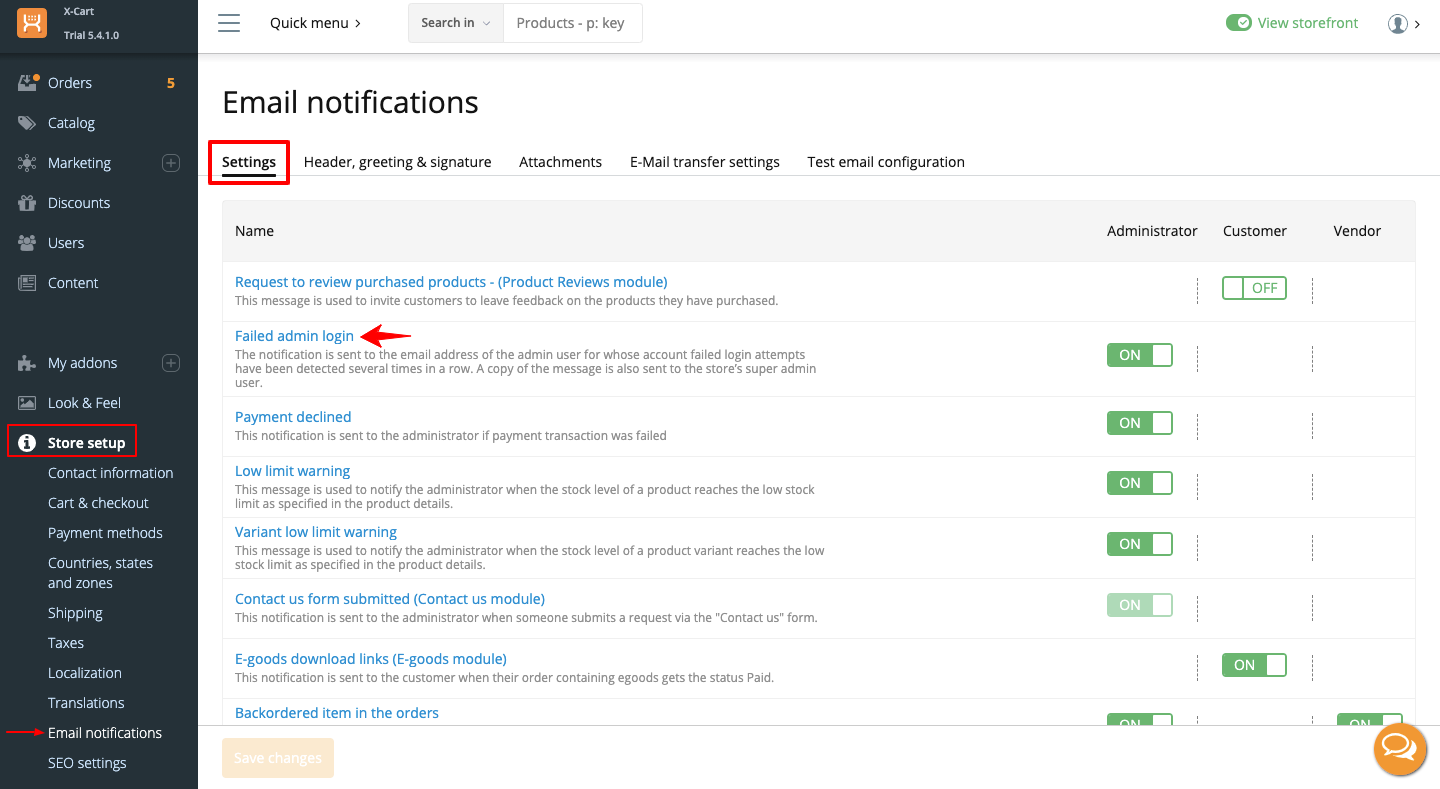 X-Cart
Trial 5.4.1.0
Quick menu
Search in
Products - p: key
View storefront
Orders 5
Catalog
Marketing
Discounts
Users
Content
My addons
Look & Feel
Store setup
Contact information
Cart & checkout
Payment methods
Countries, states
and zones
Shipping
Taxes
Localization
Translations
Email notifications
SEO settings
Email notifications
Settings Header, greeting & signature Attachments E-Mail transfer settings Test email configuration
Name Administrator Customer Vendor
Request to review purchased products - (Product Reviews module)
This message is used to invite customers to leave feedback on the products they have purchased.
OFF
Failed admin login
The notification is sent to the email address of the admin user for whose account failed login attempts
have been detected several times in a row. A copy of the message is also sent to the store's super admin
user.
ON
Payment declined
This notification is sent to the administrator if payment transaction was failed
ON
Low limit warning
This message is used to notify the administrator when the stock level of a product reaches the low stock
limit as specified in the product details.
ON
Variant low limit warning
This message is used to notify the administrator when the stock level of a product variant reaches the low
stock limit as specified in the product details.
ON
Contact us form submitted (Contact us module)
This notification is sent to the administrator when someone submits a request via the "Contact us" form.
ON
E-goods download links (E-goods module)
This notification is sent to the customer when their order containing egoods gets the status Paid.
ON
Backordered item in the orders
ON ON
Save changes